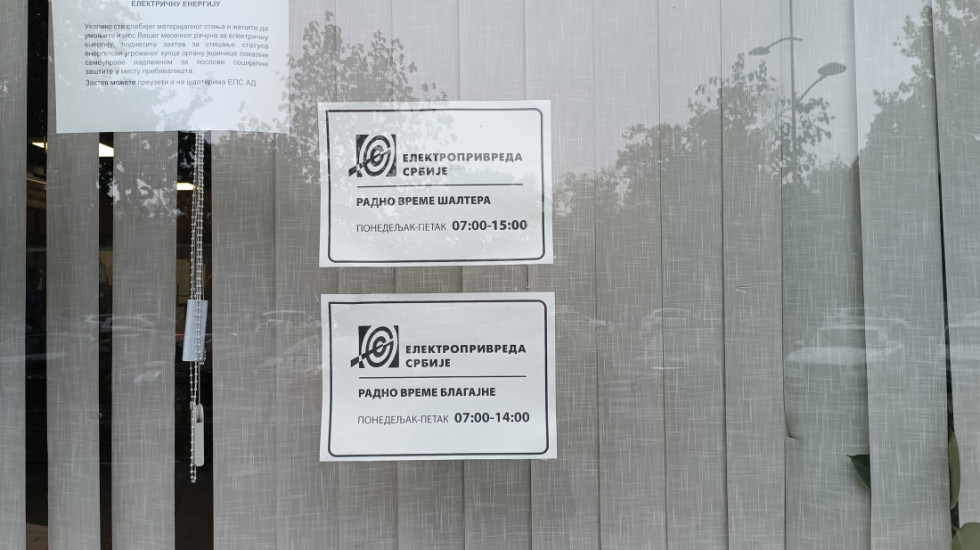 ЕЛЕКТРИЧНУ ЕНЕРГИЈУ
Уколико сте слабијег материјалног стања и желите да
умањите износ Вашег месечног рачуна за електричну
енергију, поднесите захтев за стицање статуса
енергетски угроженог купца органу јединице локалне
самоуправе надлежном за послове социјалне
заштите у месту пребивалишта.
Захтев можете преузети и на шалтерима ЕПС АД
ЕЛЕКТРОПРИВРЕДА
СРБИЈЕ
РАДНО ВРЕМЕ ШАЛТЕРА
ПОНЕДЕЉАК-ПЕТАК 07:00-15:00
ЕЛЕКТРОПРИВРЕДА
СРБИЈЕ
РАДНО ВРЕМЕ БЛАГАЈНЕ
ПОНЕДЕЉАК-ПЕТАК 07:00-14:00